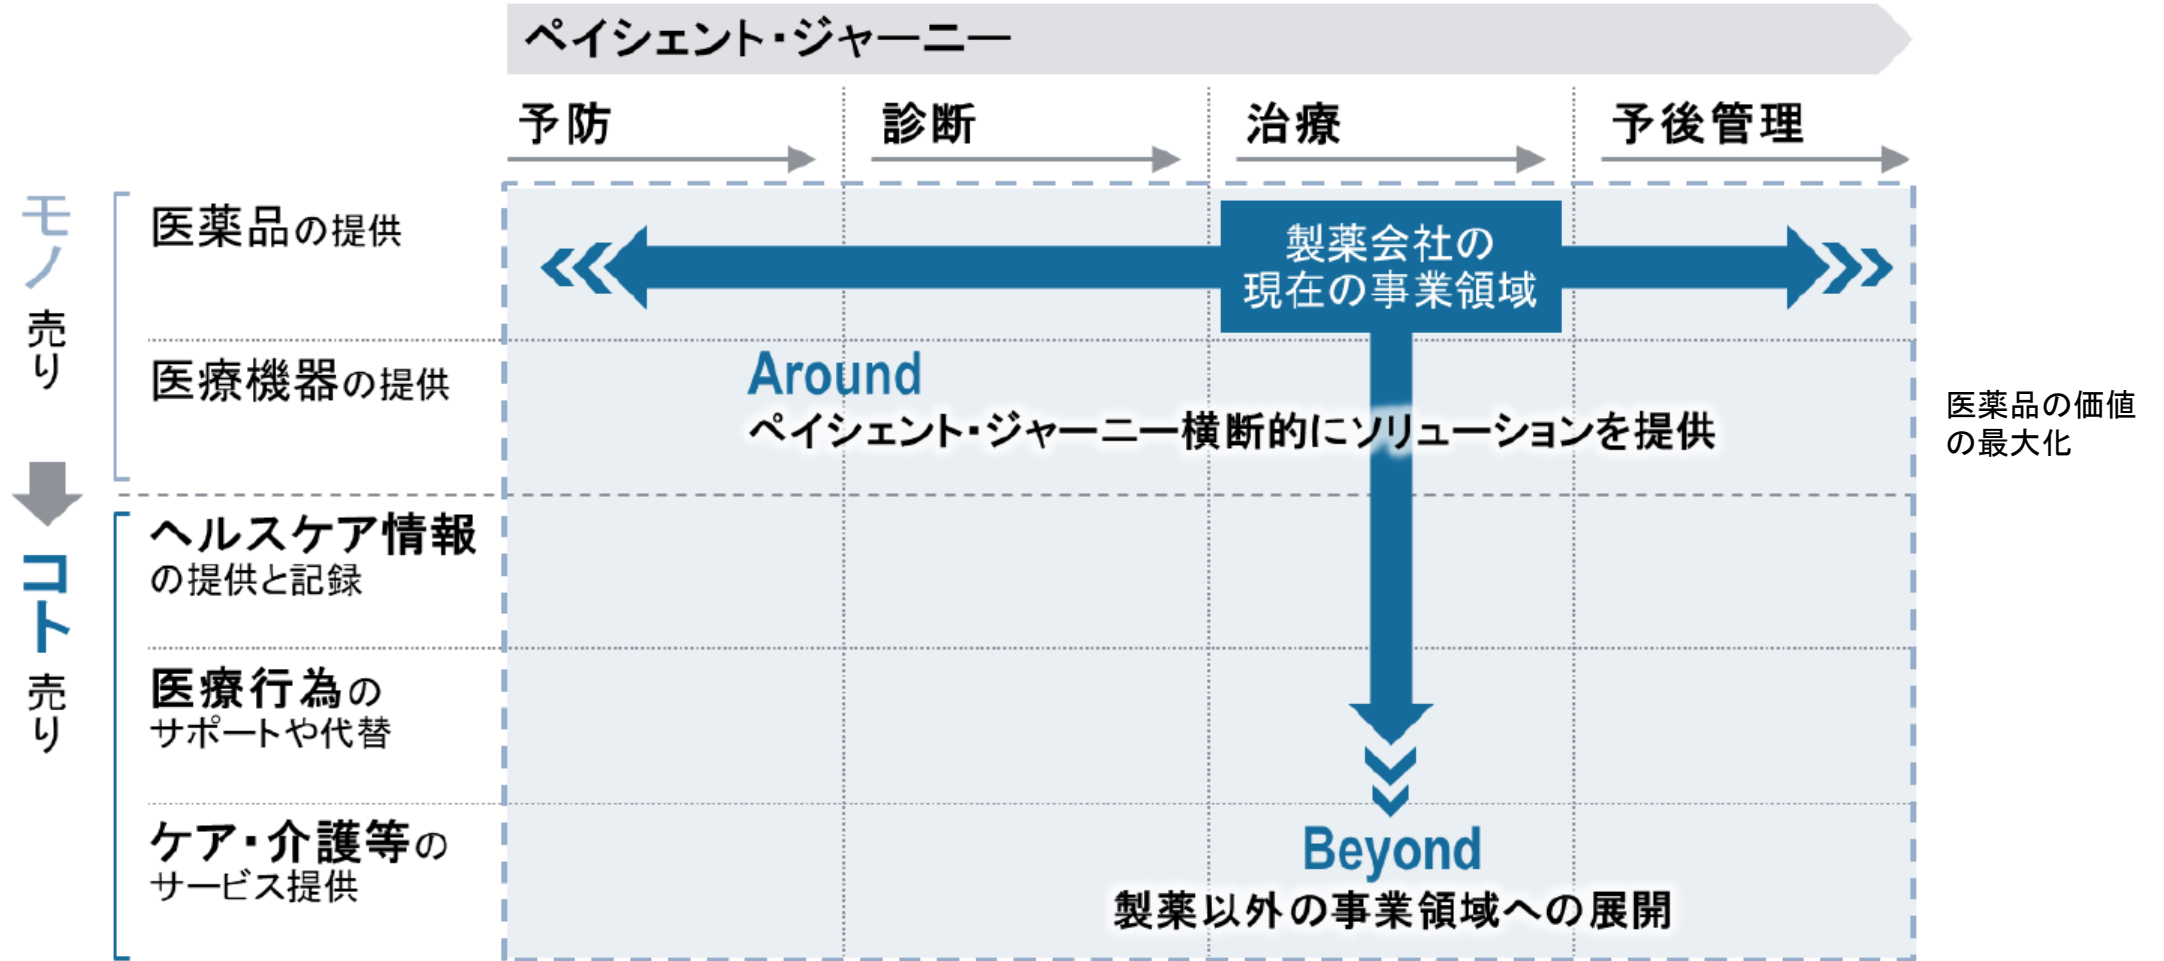 ペイシェント・ジャーニー
予防
診断
治療
予後管理
モノ売り
医薬品の提供
製薬会社の
現在の事業領域
医療機器の提供
Around
ペイシェント・ジャーニー横断的にソリューションを提供
医薬品の価値
の最大化
コト売り
ヘルスケア情報
の提供と記録
医療行為の
サポートや代替
ケア・介護等の
サービス提供
Beyond
製薬以外の事業領域への展開